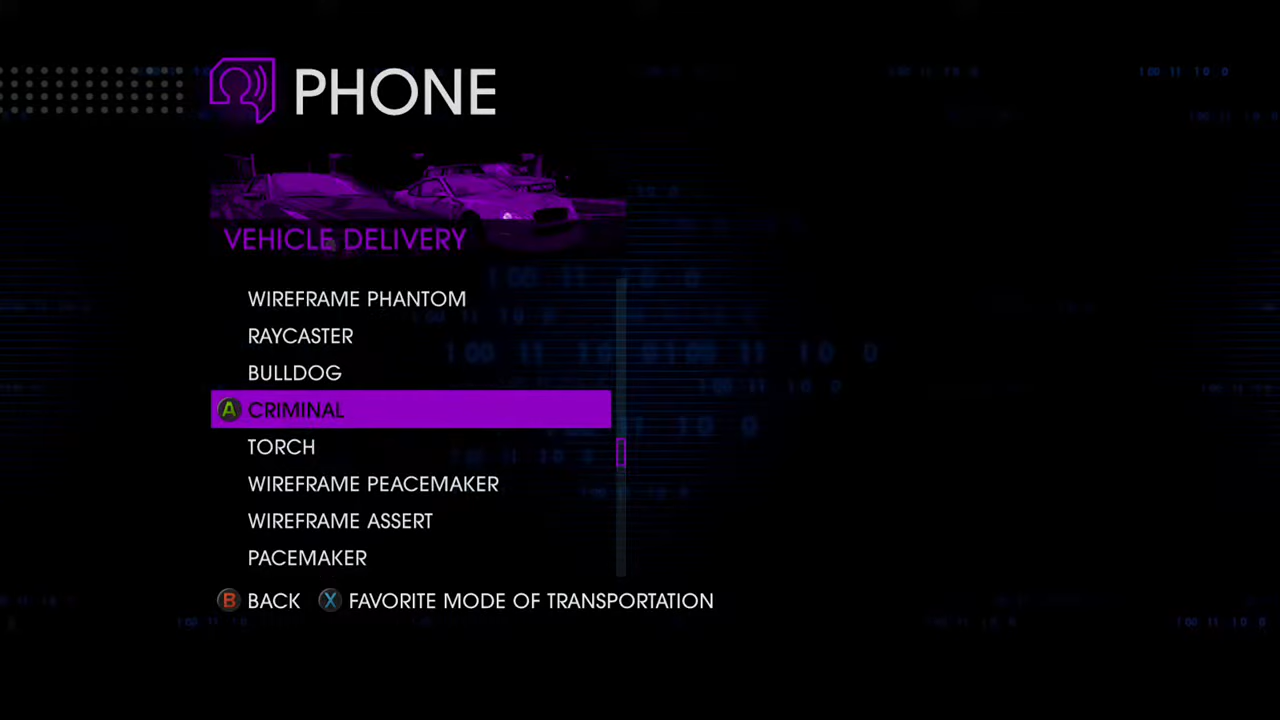 PHONE
VEHICLE DELIVERY
WIREFRAME PHANTOM
RAYCASTER
BULLDOG
A CRIMINAL
TORCH
WIREFRAME PEACEMAKER
WIREFRAME ASSERT
PACEMAKER
B BACK X FAVORITE MODE OF TRANSPORTATION